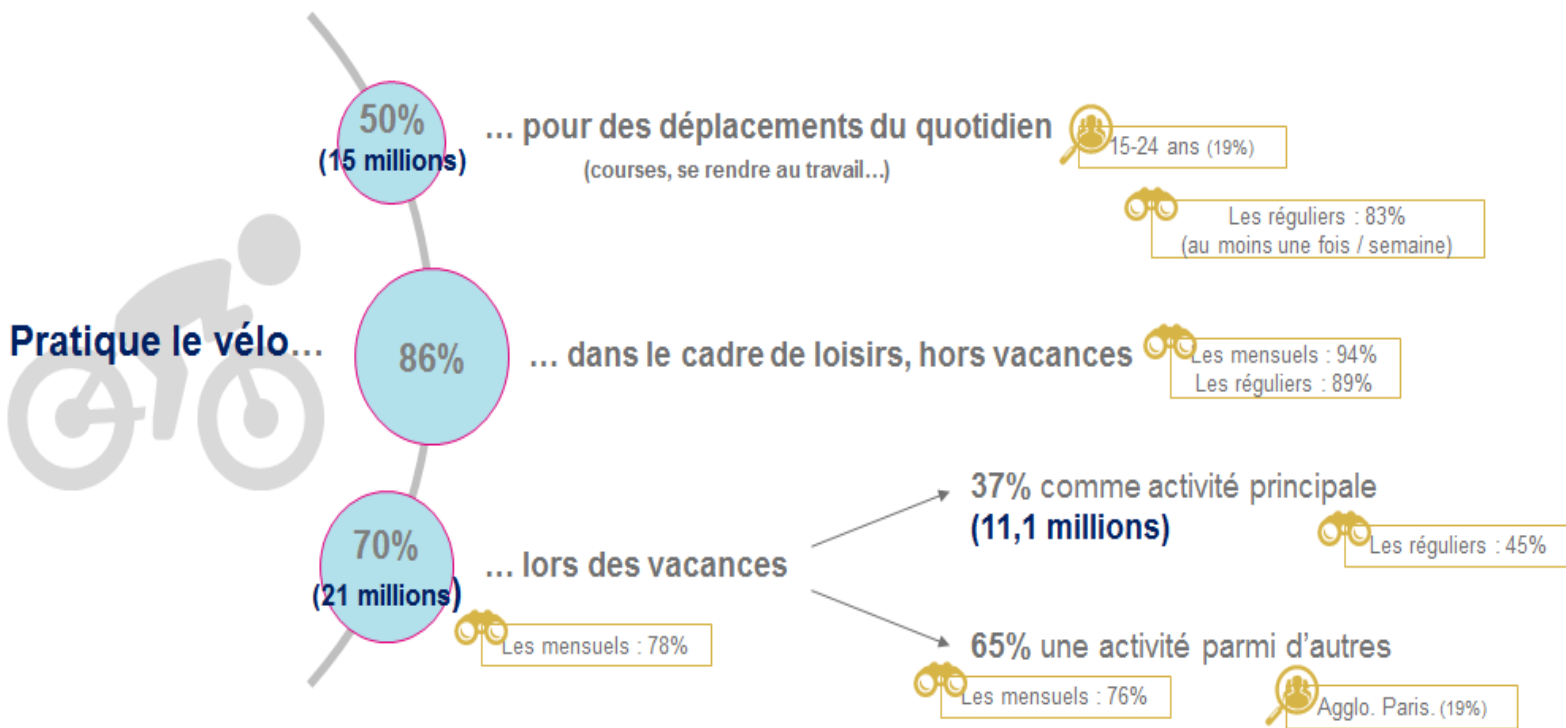 Pratique le vélo...
50%
(15 millions)
... pour des déplacements du quotidien
(courses, se rendre au travail...)
15-24 ans (19%)
Les réguliers : 83%
(au moins une fois / semaine)
86%
... dans le cadre de loisirs, hors vacances
Les mensuels : 94%
Les réguliers : 89%
70%
(21 millions)
... lors des vacances
Les mensuels : 78%
37% comme activité principale
(11,1 millions)
Les réguliers : 45%
65% une activité parmi d'autres
Les mensuels : 76%
Agglo. Paris. (19%)